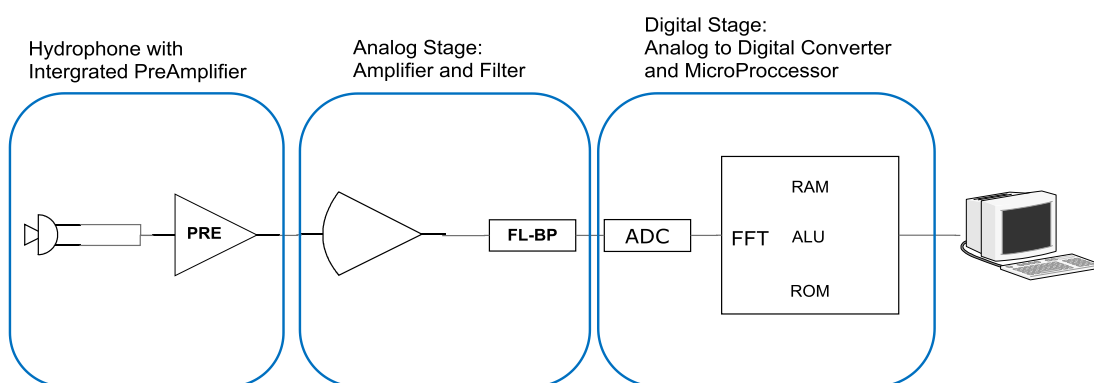 Hydrophone with
Intergrated PreAmplifier
Analog Stage:
Amplifier and Filter
Digital Stage:
Analog to Digital Converter
and MicroProccessor
PRE
FL-BP
ADC
FFT
RAM
ALU
ROM